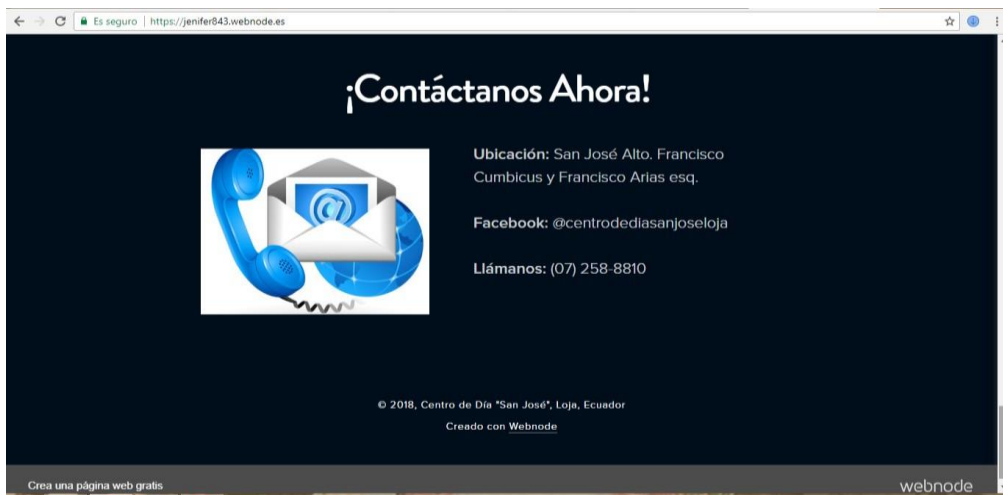 Es seguro | https://jenifer843.webnode.es
¡Contáctanos Ahora!
@
Ubicación: San José Alto. Francisco
Cumbicus y Francisco Arias esq.
Facebook: @centrodediasanjoseloja
Llámanos: (07) 258-8810
© 2018, Centro de Día "San José", Loja, Ecuador
Creado con Webnode
Crea una página web gratis
webnode